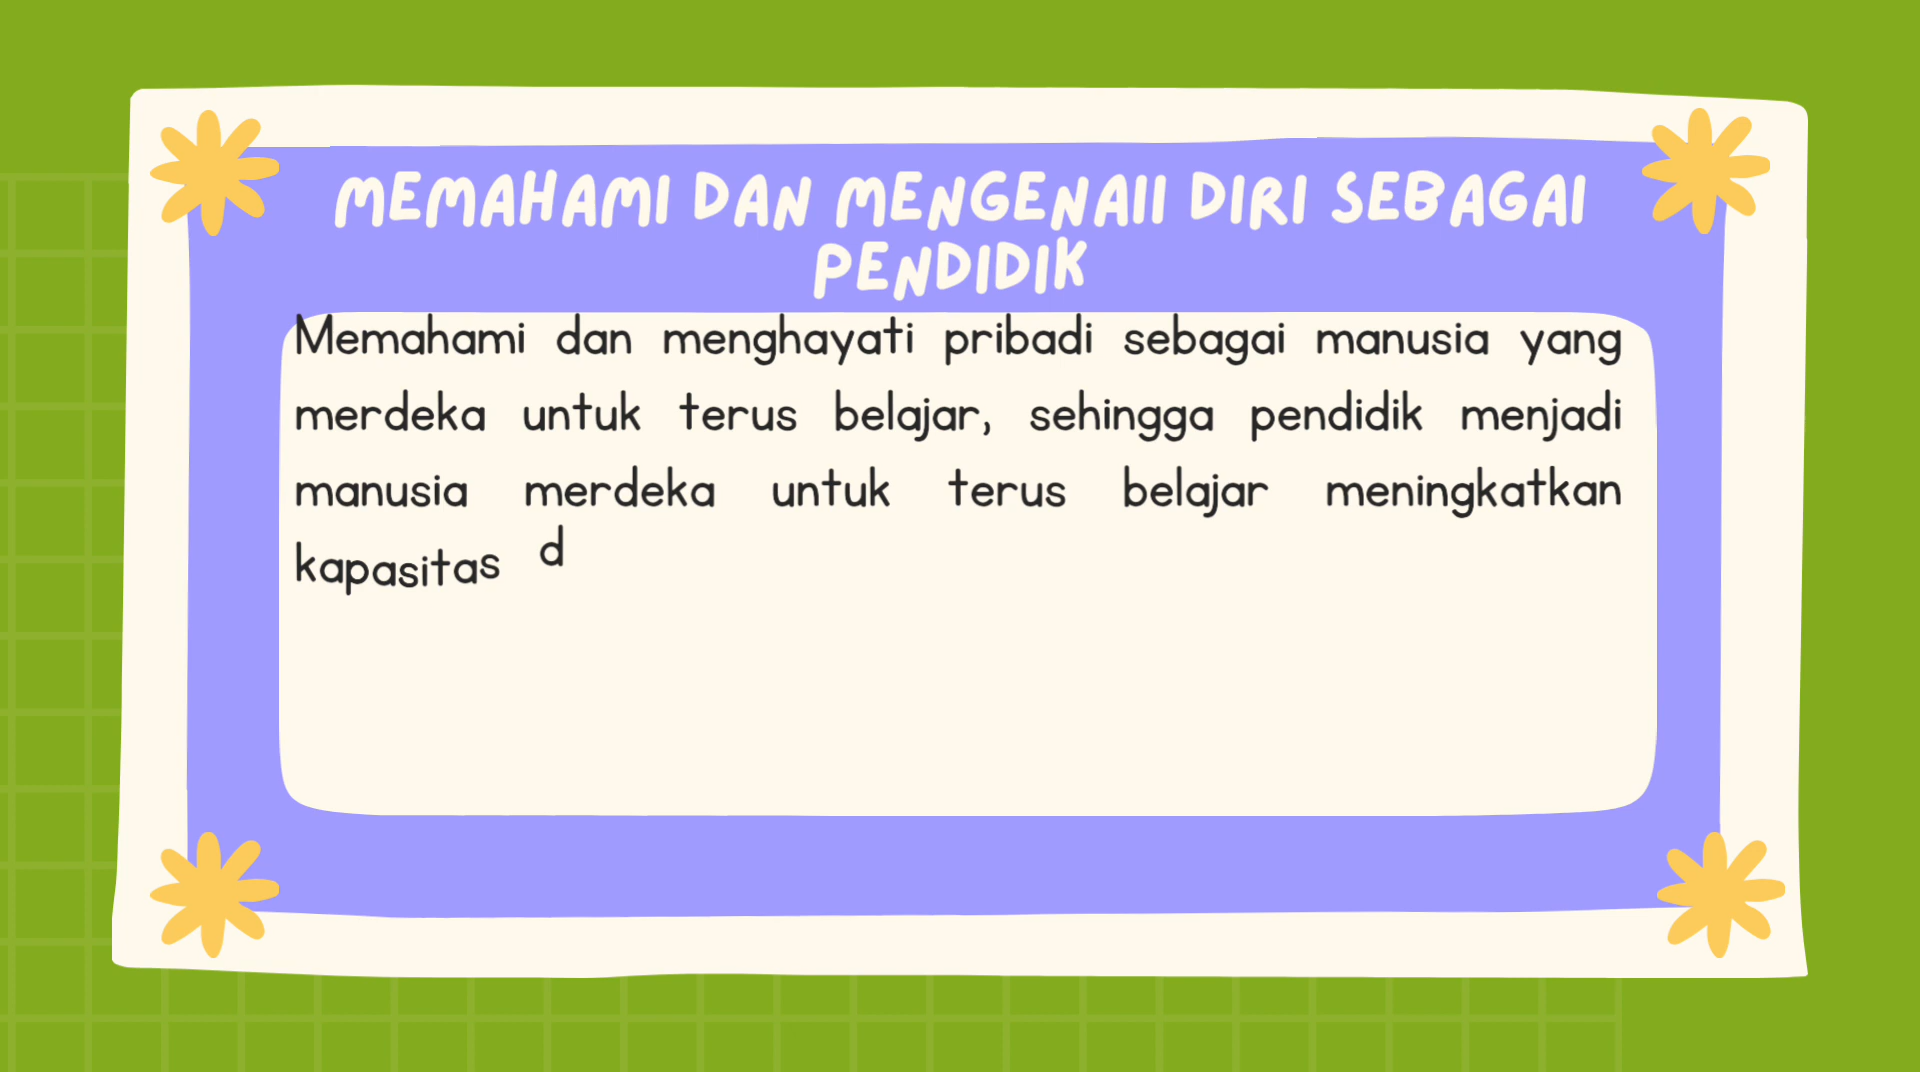 MEMAHAMI DAN MENGENAII DIRI SEBAGAI
PENDIDIK
Memahami dan menghayati pribadi sebagai manusia yang
merdeka untuk terus belajar, sehingga pendidik menjadi
manusia merdeka untuk terus belajar meningkatkan
kapasitas d